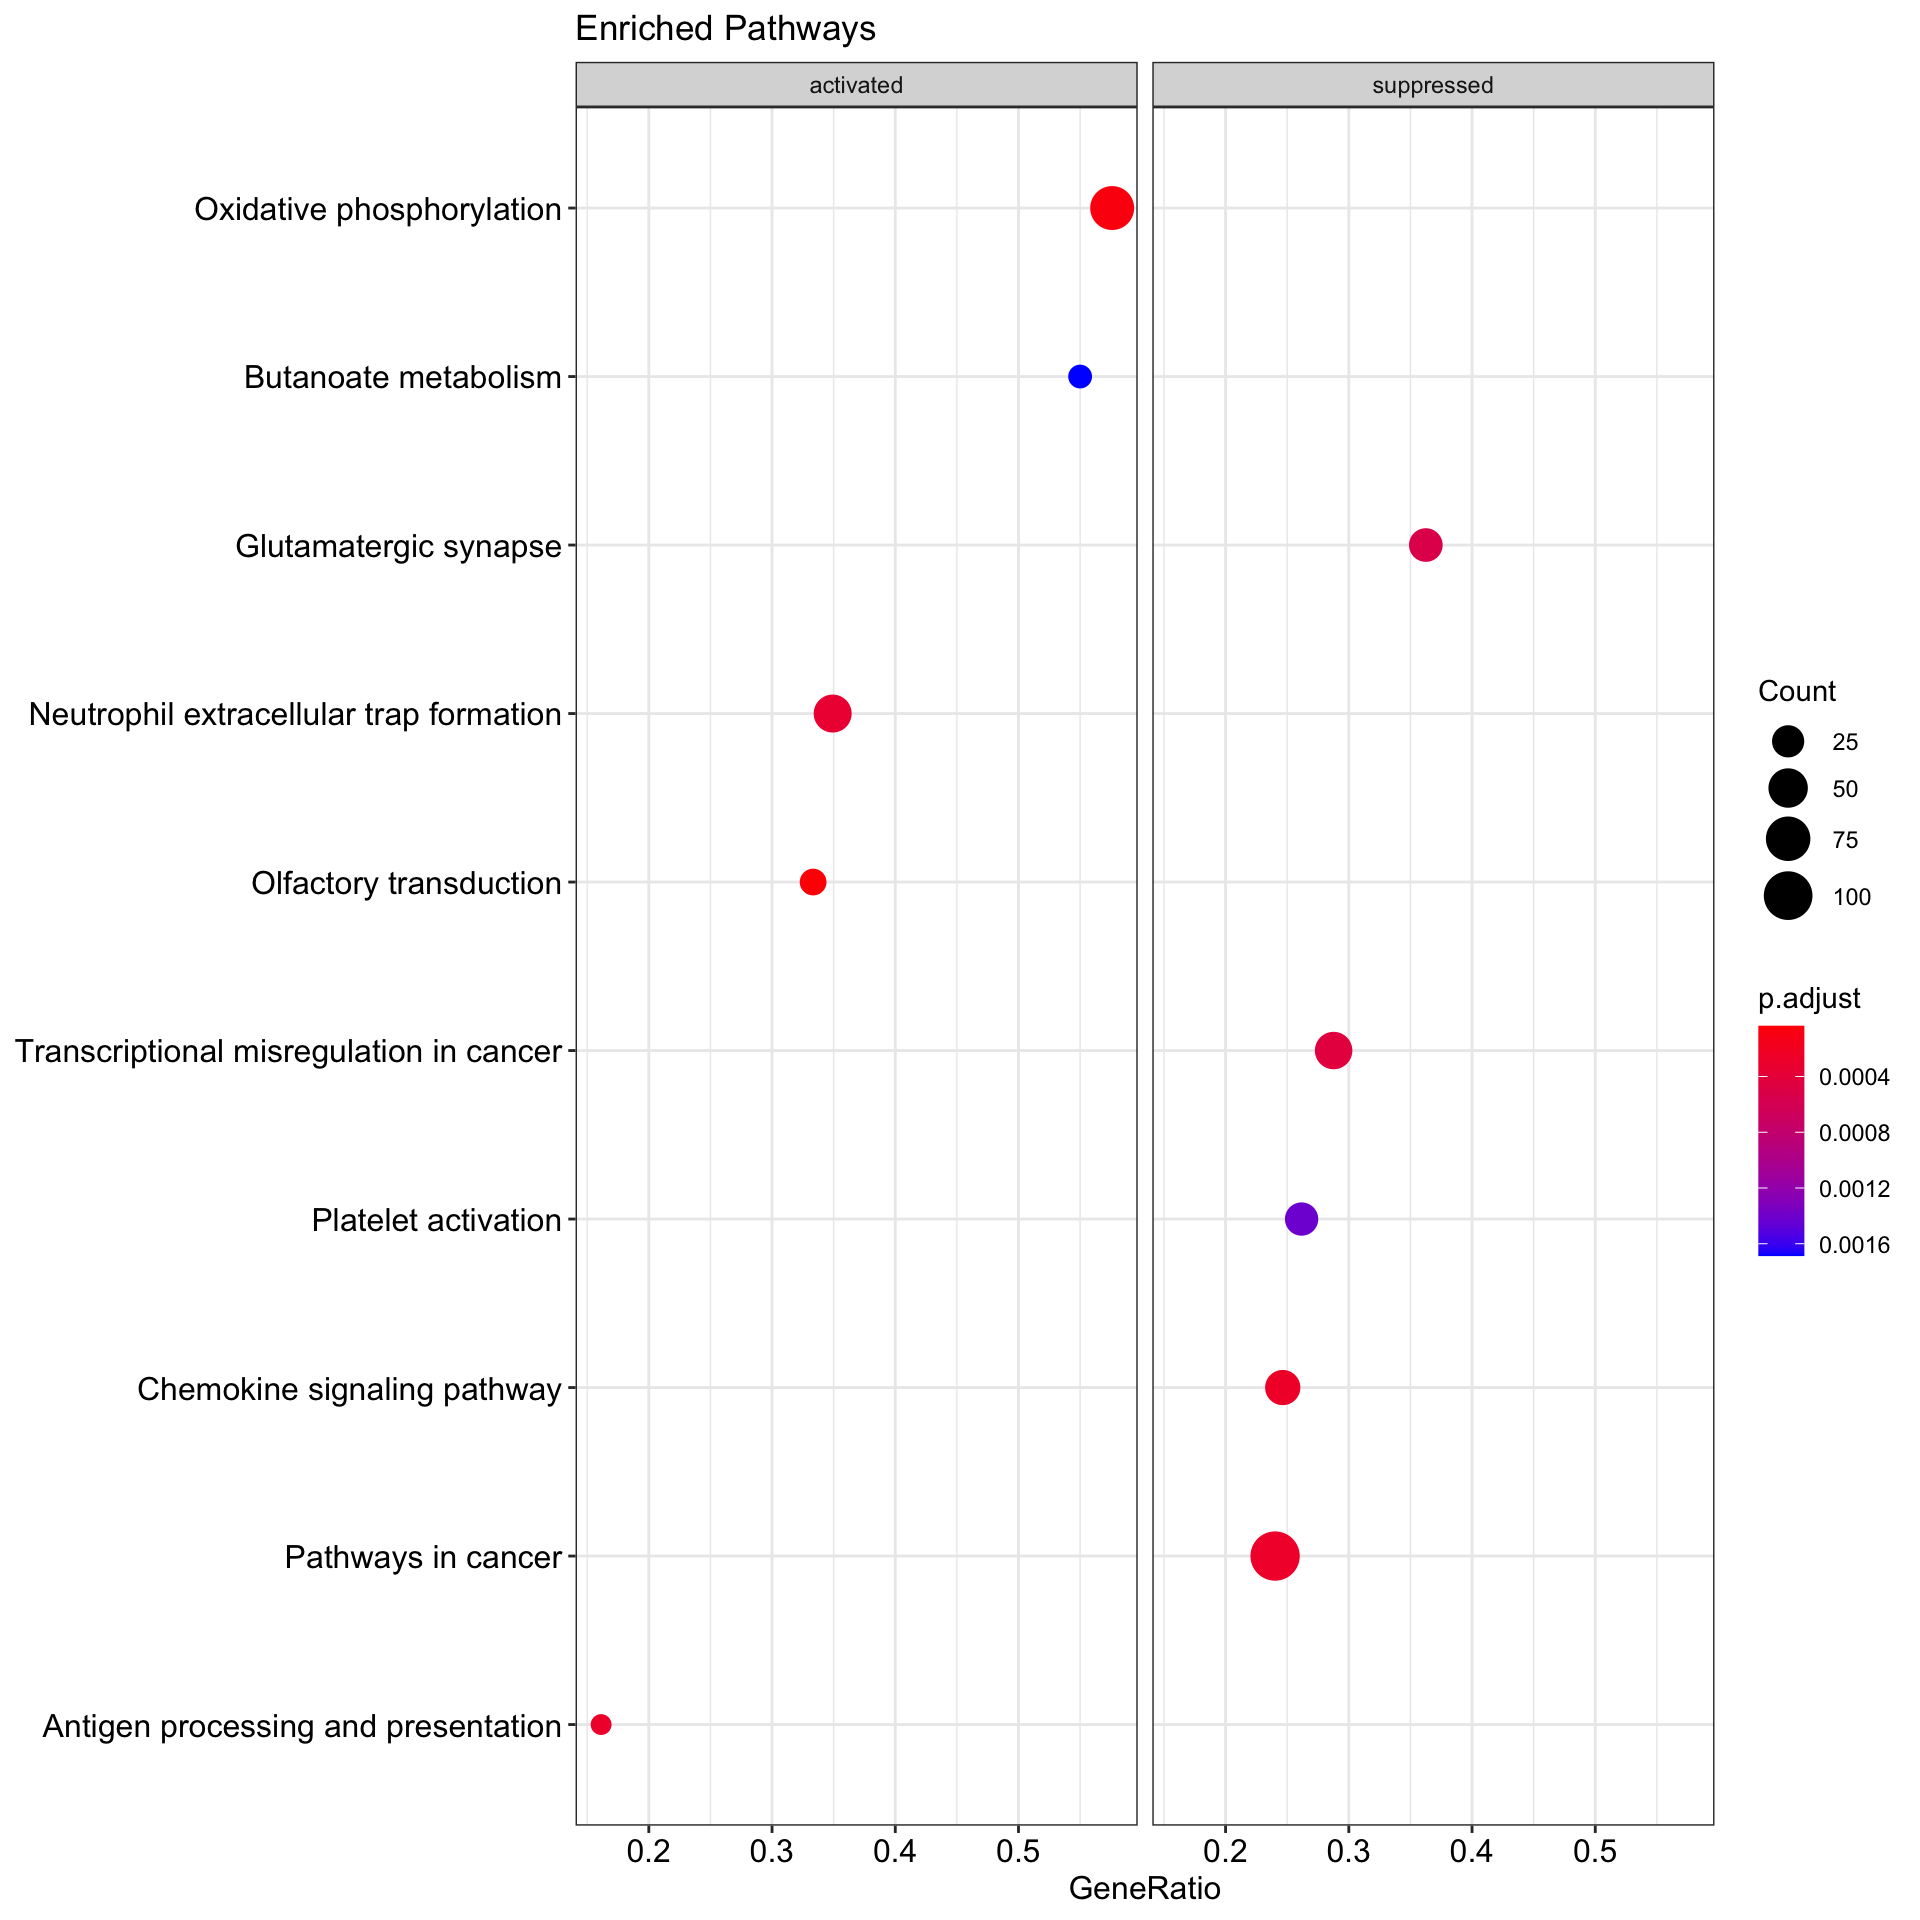 Enriched Pathways
activated
suppressed
Oxidative phosphorylation
Butanoate metabolism
Glutamatergic synapse
Neutrophil extracellular trap formation
Olfactory transduction
Transcriptional misregulation in cancer
Platelet activation
Chemokine signaling pathway
Pathways in cancer
Antigen processing and presentation
0.2 0.3 0.4 0.5
0.2 0.3 0.4 0.5
GeneRatio
Count
25
50
75
100
p.adjust
0.0004
0.0008
0.0012
0.0016